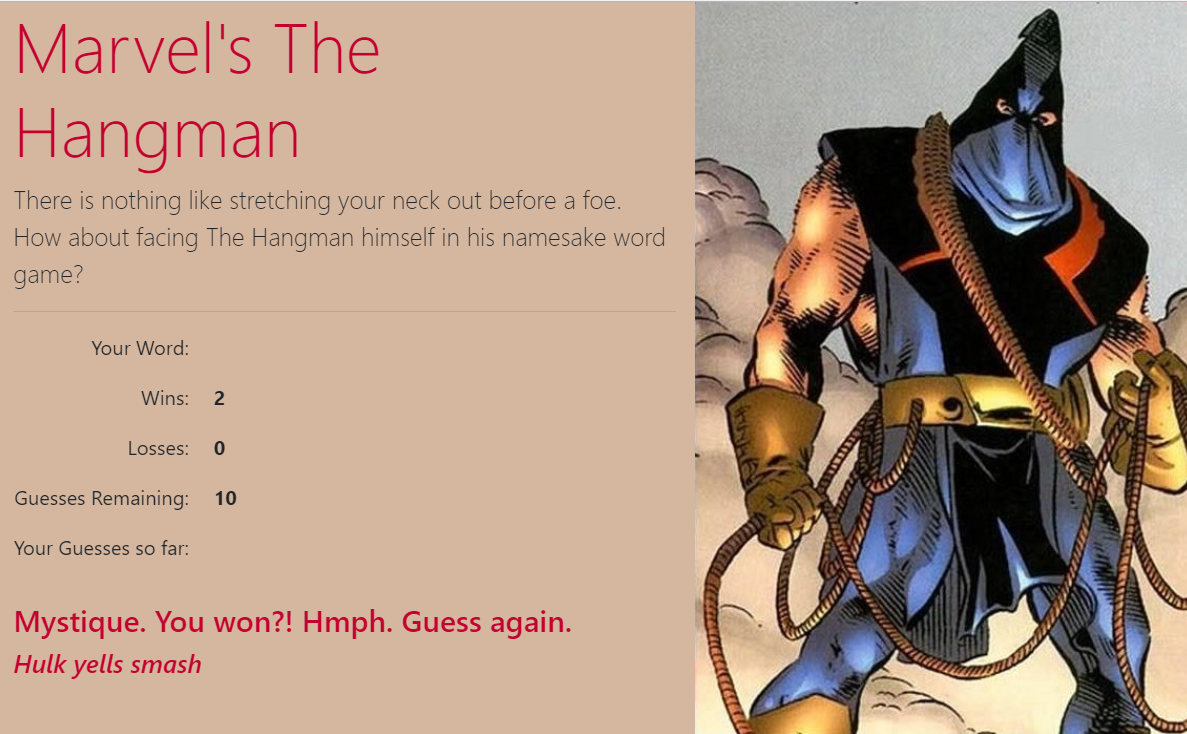 Marvel's The
Hangman
There is nothing like stretching your neck out before a foe.
How about facing The Hangman himself in his namesake word
game?
Your Word:
Wins: 2
Losses: 0
Guesses Remaining: 10
Your Guesses so far:
Mystique. You won?! Hmph. Guess again.
Hulk yells smash